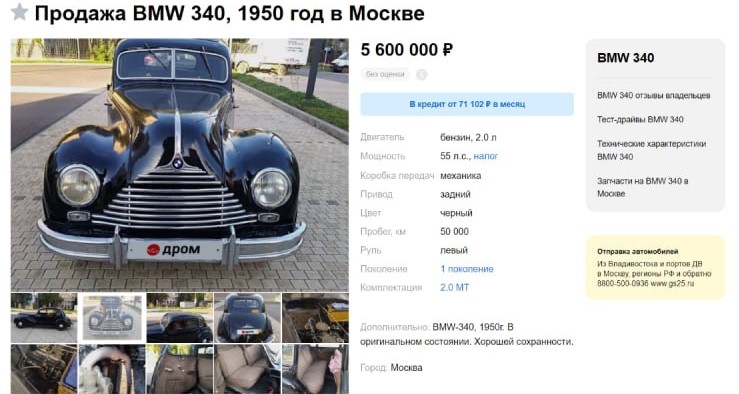 Продажа BMW 340, 1950 год в Москве
5 600 000 ₽
без оценки
В кредит от 71 102 ₽ в месяц
Двигатель бензин, 2.0 л
Мощность 55 л.с., налог
Коробка передач механика
Привод задний
Цвет черный
Пробег, км 50 000
Руль левый
Поколение 1 поколение
Комплектация 2.0 MT
Дополнительно: BMW-340, 1950г. В
оригинальном состоянии. Хорошей сохранности.
Город: Москва
дром
BMW 340
BMW 340 отзывы владельцев
Тест-драйвы BMW 340
Технические характеристики
BMW 340
Запчасти на BMW 340 в
Москве
Отправка автомобилей
Из Владивостока и портов ДВ
в Москву, регионы РФ и обратно
8800-500-0936 www.gs25.ru